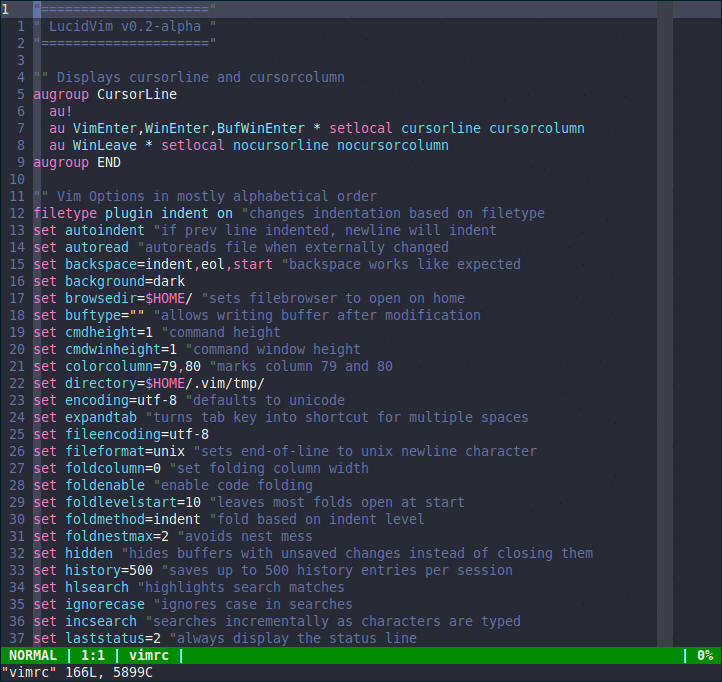 1 "====================="
1 " LucidVim v0.2-alpha "
2 "====================="
3
4 "" Displays cursorline and cursorcolumn
5 augroup CursorLine
6   au!
7   au VimEnter,WinEnter,BufWinEnter * setlocal cursorline cursorcolumn
8   au WinLeave * setlocal nocursorline nocursorcolumn
9 augroup END
10
11 "" Vim Options in mostly alphabetical order
12 filetype plugin indent on "changes indentation based on filetype
13 set autoindent "if prev line indented, newline will indent
14 set autoread "autoreads file when externally changed
15 set backspace=indent,eol,start "backspace works like expected
16 set background=dark
17 set browsedir=$HOME/ "sets filebrowser to open on home
18 set buftype="" "allows writing buffer after modification
19 set cmdheight=1 "command height
20 set cmdwinheight=1 "command window height
21 set colorcolumn=79,80 "marks column 79 and 80
22 set directory=$HOME/.vim/tmp/
23 set encoding=utf-8 "defaults to unicode
24 set expandtab "turns tab key into shortcut for multiple spaces
25 set fileencoding=utf-8
26 set fileformat=unix "sets end-of-line to unix newline character
27 set foldcolumn=0 "set folding column width
28 set foldenable "enable code folding
29 set foldlevelstart=10 "leaves most folds open at start
30 set foldmethod=indent "fold based on indent level
31 set foldnestmax=2 "avoids nest mess
32 set hidden "hides buffers with unsaved changes instead of closing them
33 set history=500 "saves up to 500 history entries per session
34 set hlsearch "highlights search matches
35 set ignorecase "ignores case in searches
36 set incsearch "searches incrementally as characters are typed
37 set laststatus=2 "always display the status line
NORMAL | 1:1 | vimrc | | 0%
"vimrc" 166L, 5899C